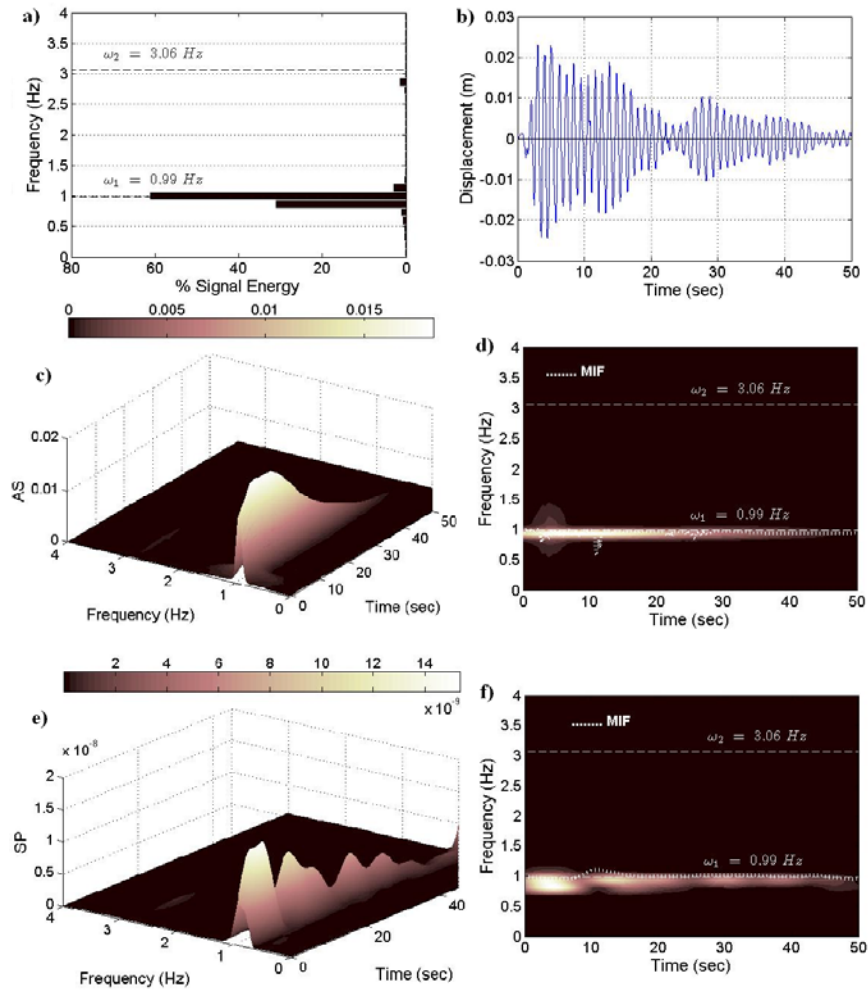 a)
4
3.5
3
2.5
2
1.5
1
0.5
0
Frequency (Hz)
ω₂ = 3.06 Hz
ω₁ = 0.99 Hz
80 60 40 20 0
% Signal Energy
b)
0.03
0.02
0.01
0
-0.01
-0.02
-0.03
Displacement (m)
0 10 20 30 40 50
Time (sec)
0 0.005 0.01 0.015
c)
0.02
0.01
0
AS
4 3 2 1 0
Frequency (Hz)
0 10 20 30 40 50
Time (sec)
d)
4
3.5
3
2.5
2
1.5
1
0.5
0
Frequency (Hz)
MIF
ω₂ = 3.06 Hz
ω₁ = 0.99 Hz
0 10 20 30 40 50
Time (sec)
2 4 6 8 10 12 14
x 10⁻⁹
e)
x 10⁻⁸
2
1.5
1
0.5
0
SP
4 3 2 1 0
Frequency (Hz)
0 20 40
Time (sec)
f)
4
3.5
3
2.5
2
1.5
1
0.5
0
Frequency (Hz)
MIF
ω₂ = 3.06 Hz
ω₁ = 0.99 Hz
0 10 20 30 40 50
Time (sec)